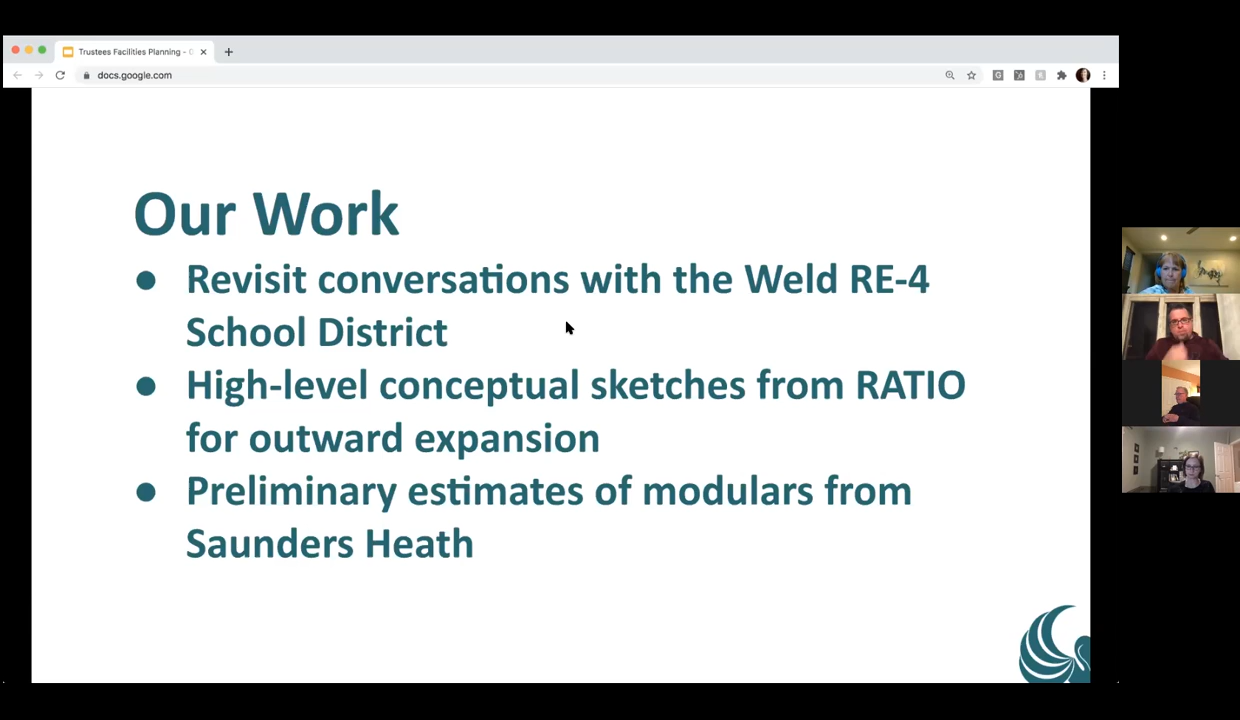 Trustees Facilities Planning - 0
docs.google.com
Our Work
● Revisit conversations with the Weld RE-4
School District
● High-level conceptual sketches from RATIO
for outward expansion
● Preliminary estimates of modulars from
Saunders Heath